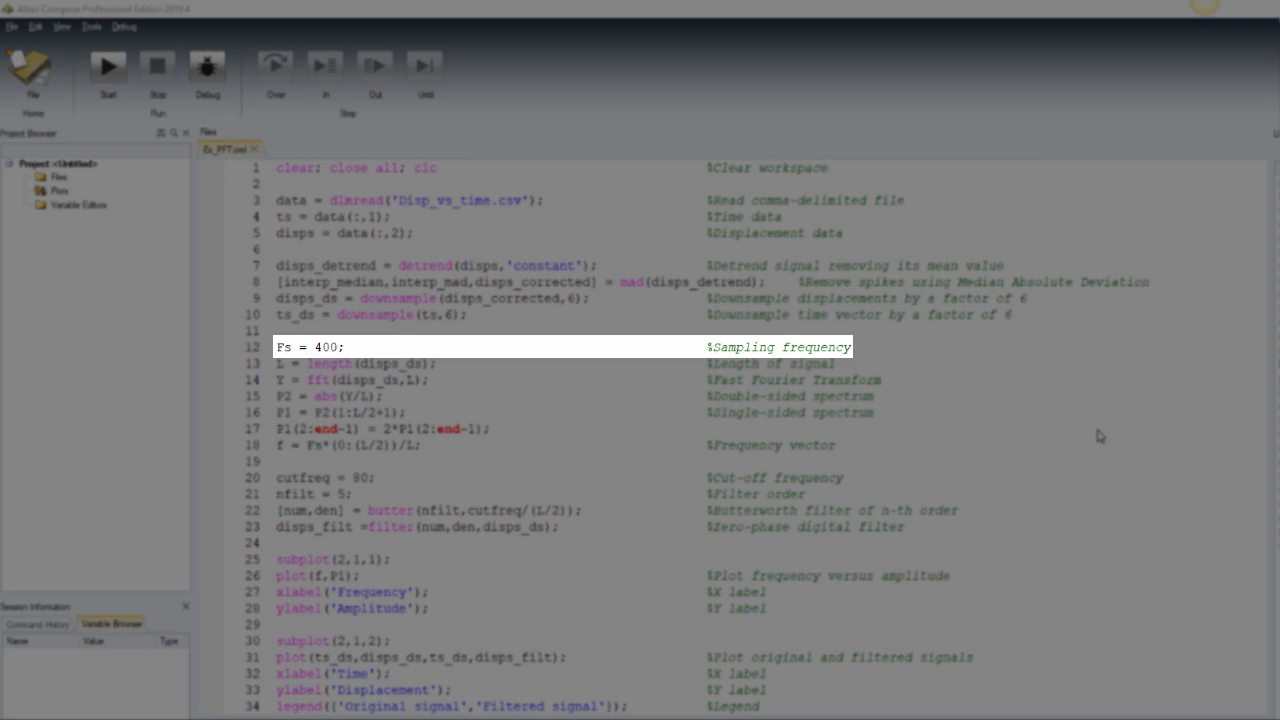 Altair Compose Professional Edition 2019.4
File Edit View Tools Debug
File Start Stop Debug Over In Out Until
Home Run Step
Project Browser
Files
Ex_FFT.oml
Project <Untitled>
Files
Plots
Variable Editors
1 clear; close all; clc %Clear workspace
2
3 data = dlmread('Disp_vs_time.csv'); %Read comma-delimited file
4 ts = data(:,1); %Time data
5 disps = data(:,2); %Displacement data
6
7 disps_detrend = detrend(disps,'constant'); %Detrend signal removing its mean value
8 [interp_median,interp_mad,disps_corrected] = mad(disps_detrend); %Remove spikes using Median Absolute Deviation
9 disps_ds = downsample(disps_corrected,6); %Downsample displacements by a factor of 6
10 ts_ds = downsample(ts,6); %Downsample time vector by a factor of 6
11
12 Fs = 400; %Sampling frequency
13 L = length(disps_ds); %Length of signal
14 Y = fft(disps_ds,L); %Fast Fourier Transform
15 P2 = abs(Y/L); %Double-sided spectrum
16 P1 = P2(1:L/2+1); %Single-sided spectrum
17 P1(2:end-1) = 2*P1(2:end-1);
18 f = Fs*(0:(L/2))/L; %Frequency vector
19
20 cutfreq = 80; %Cut-off frequency
21 nfilt = 5; %Filter order
22 [num,den] = butter(nfilt,cutfreq/(L/2)); %Butterworth filter of n-th order
23 disps_filt =filter(num,den,disps_ds); %Zero-phase digital filter
24
25 subplot(2,1,1);
26 plot(f,P1); %Plot frequency versus amplitude
27 xlabel('Frequency'); %X label
28 ylabel('Amplitude'); %Y label
29
30 subplot(2,1,2);
31 plot(ts_ds,disps_ds,ts_ds,disps_filt); %Plot original and filtered signals
32 xlabel('Time'); %X label
33 ylabel('Displacement'); %Y label
34 legend({'Original signal','Filtered signal'}); %Legend
Session Information
Command History Variable Browser
Name Value Type